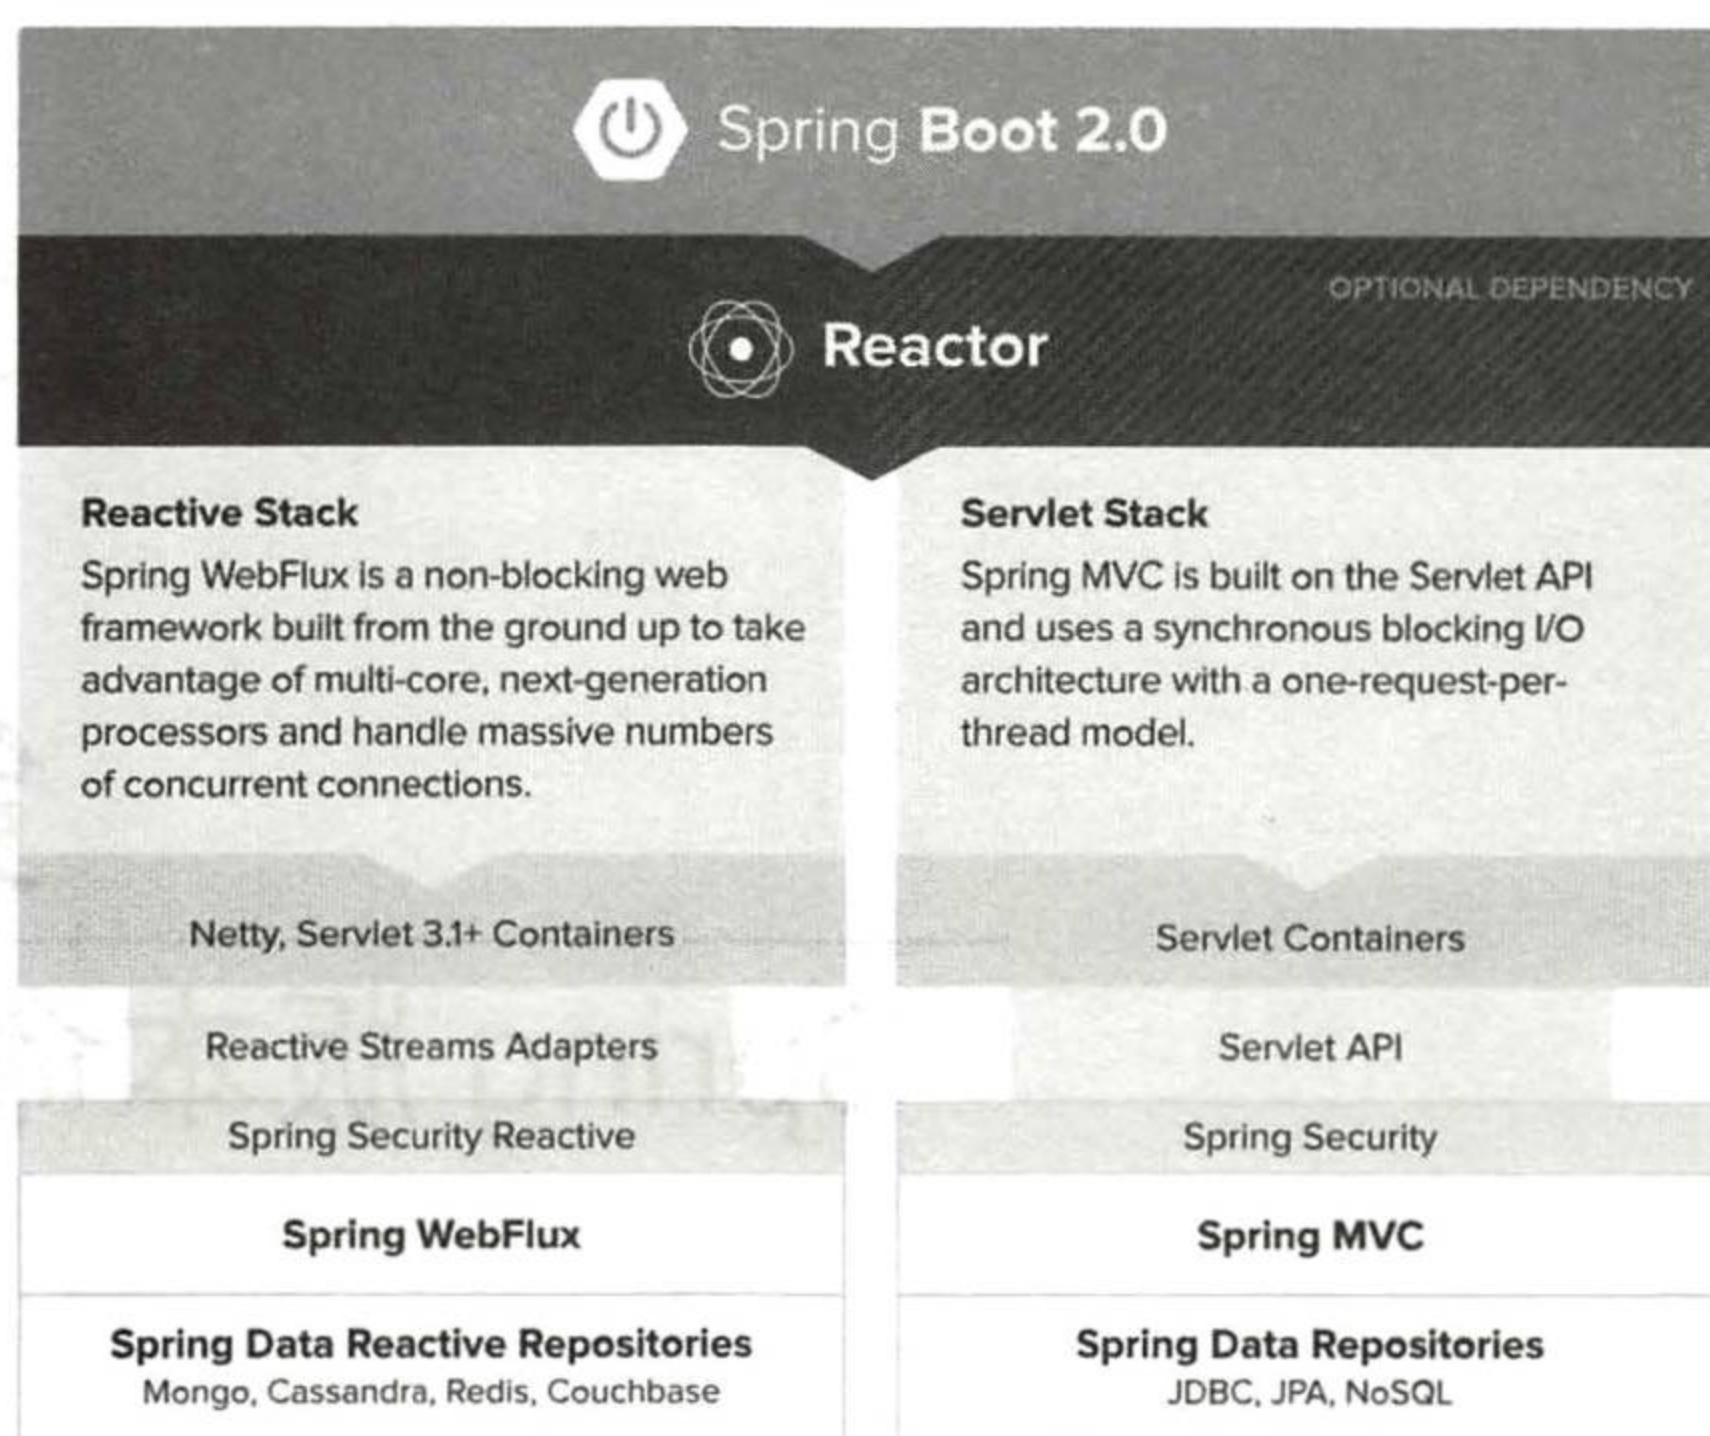 Spring Boot 2.0
OPTIONAL DEPENDENCY
Reactor
Reactive Stack
Spring WebFlux is a non-blocking web
framework built from the ground up to take
advantage of multi-core, next-generation
processors and handle massive numbers
of concurrent connections.
Netty, Servlet 3.1+ Containers
Reactive Streams Adapters
Spring Security Reactive
Spring WebFlux
Spring Data Reactive Repositories
Mongo, Cassandra, Redis, Couchbase
Servlet Stack
Spring MVC is built on the Servlet API
and uses a synchronous blocking I/O
architecture with a one-request-per-
thread model.
Servlet Containers
Servlet API
Spring Security
Spring MVC
Spring Data Repositories
JDBC, JPA, NoSQL